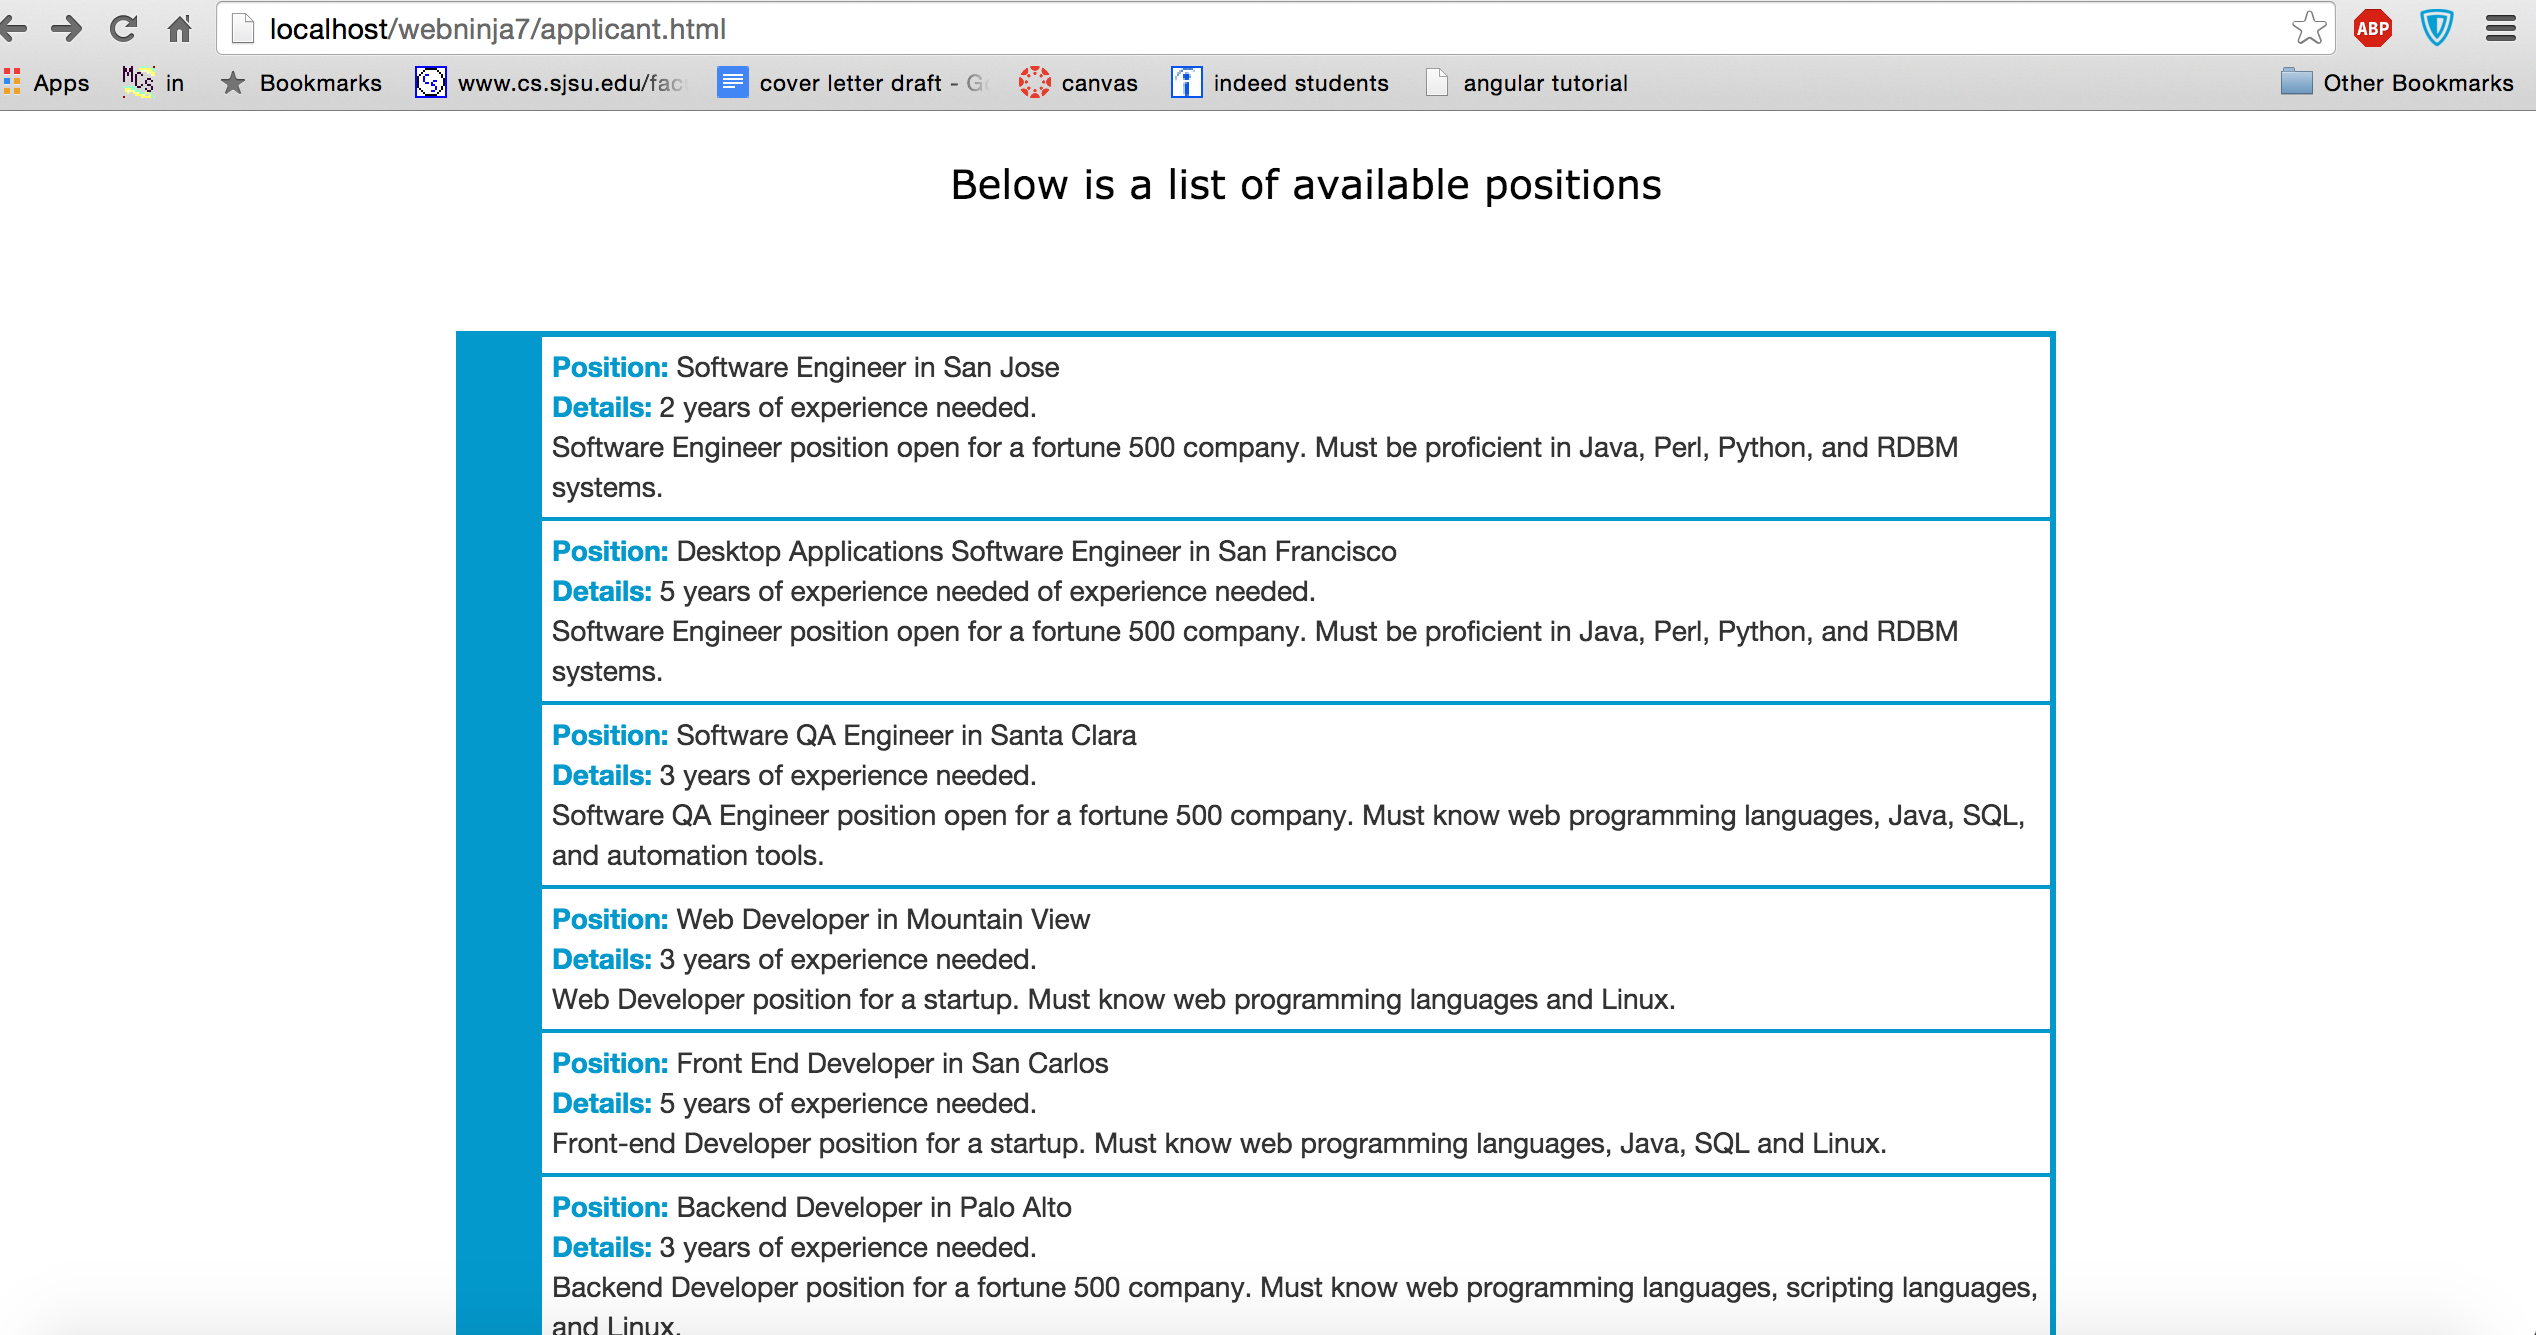 localhost/webninja7/applicant.html
ABP
Apps
MCS in
Bookmarks
www.cs.sjsu.edu/fac
cover letter draft - G
canvas
indeed students
angular tutorial
Other Bookmarks
Below is a list of available positions
Position: Software Engineer in San Jose
Details: 2 years of experience needed.
Software Engineer position open for a fortune 500 company. Must be proficient in Java, Perl, Python, and RDBM
systems.
Position: Desktop Applications Software Engineer in San Francisco
Details: 5 years of experience needed of experience needed.
Software Engineer position open for a fortune 500 company. Must be proficient in Java, Perl, Python, and RDBM
systems.
Position: Software QA Engineer in Santa Clara
Details: 3 years of experience needed.
Software QA Engineer position open for a fortune 500 company. Must know web programming languages, Java, SQL,
and automation tools.
Position: Web Developer in Mountain View
Details: 3 years of experience needed.
Web Developer position for a startup. Must know web programming languages and Linux.
Position: Front End Developer in San Carlos
Details: 5 years of experience needed.
Front-end Developer position for a startup. Must know web programming languages, Java, SQL and Linux.
Position: Backend Developer in Palo Alto
Details: 3 years of experience needed.
Backend Developer position for a fortune 500 company. Must know web programming languages, scripting languages,
and Linux.